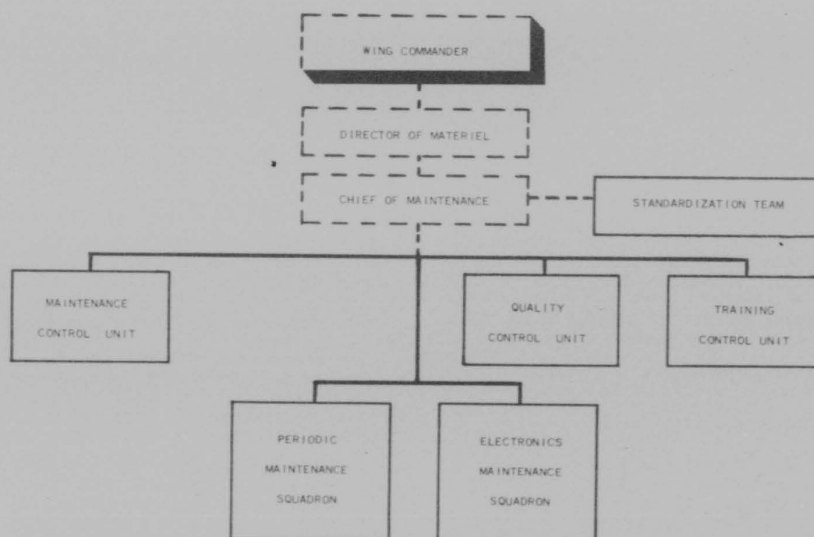 WING COMMANDER
DIRECTOR OF MATERIEL
CHIEF OF MAINTENANCE
STANDARDIZATION TEAM
MAINTENANCE
CONTROL UNIT
QUALITY
CONTROL UNIT
TRAINING
CONTROL UNIT
PERIODIC
MAINTENANCE
SQUADRON
ELECTRONICS
MAINTENANCE
SQUADRON